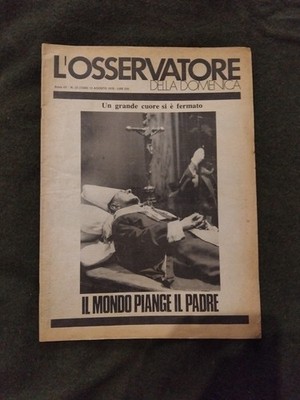 L'OSSERVATORE
DELLA DOMENICA
Un grande cuore si è fermato
IL MONDO PIANGE IL PADRE